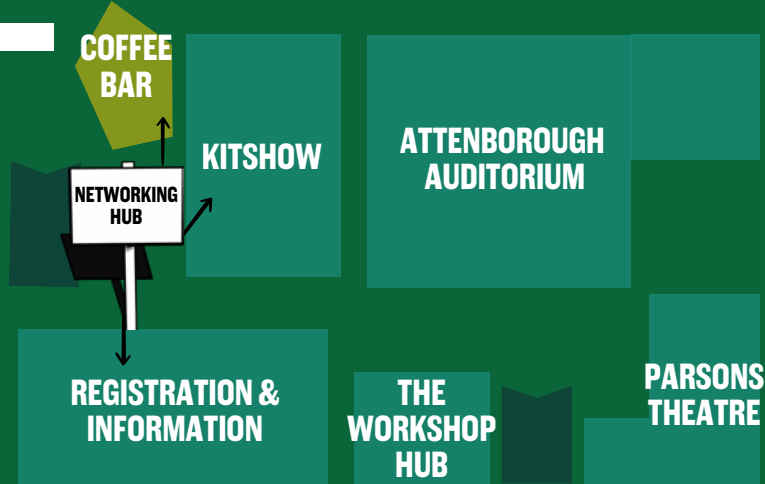 COFFEE
BAR
KITSHOW
ATTENBOROUGH
AUDITORIUM
NETWORKING
HUB
REGISTRATION &
INFORMATION
THE
WORKSHOP
HUB
PARSONS
THEATRE